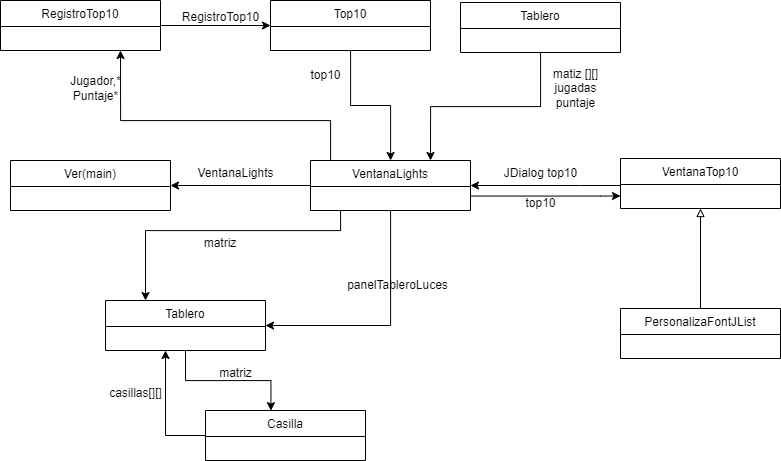 RegistroTop10
RegistroTop10
Top10
Tablero
top10
matiz [][]
jugadas
puntaje
Jugador,*
Puntaje*
Ver(main)
VentanaLights
VentanaLights
JDialog top10
top10
VentanaTop10
matriz
panelTableroLuces
Tablero
PersonalizaFontJList
matriz
casillas[][]
Casilla